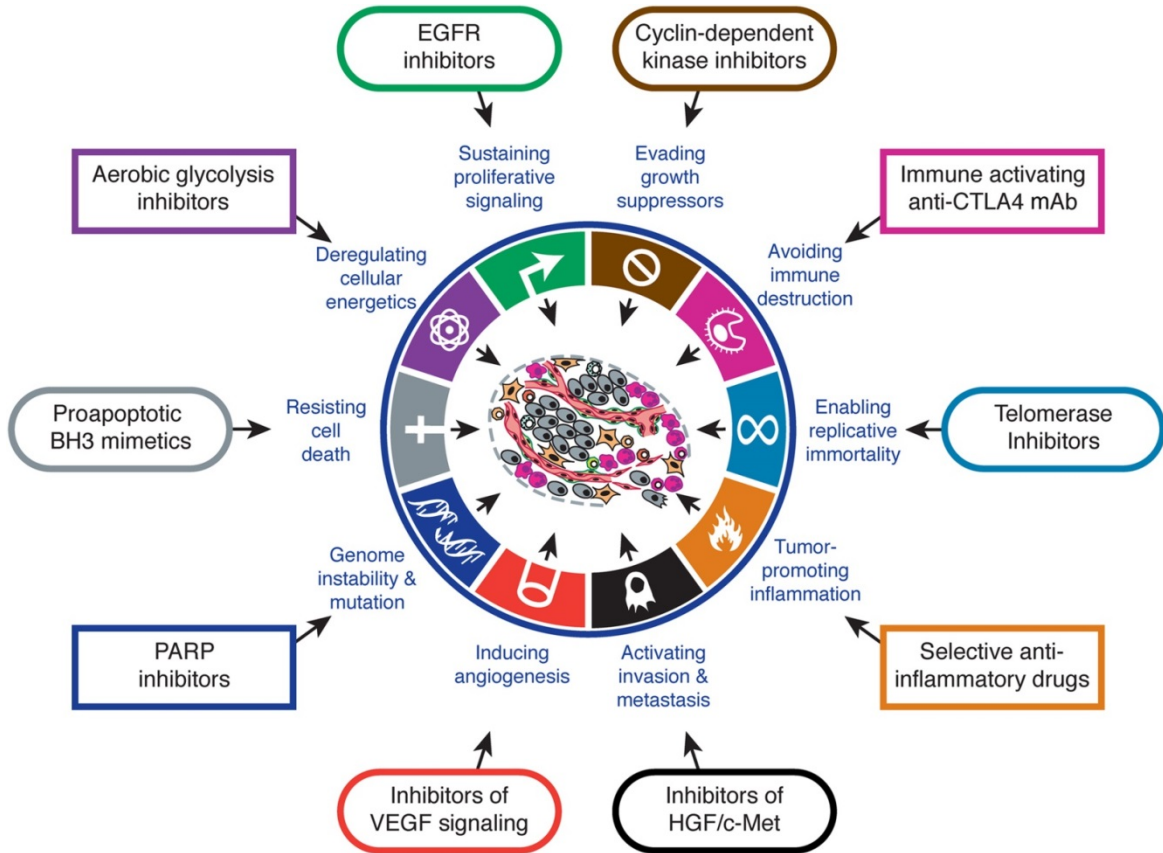 EGFR
inhibitors
Cyclin-dependent
kinase inhibitors
Sustaining
proliferative
signaling
Evading
growth
suppressors
Aerobic glycolysis
inhibitors
Immune activating
anti-CTLA4 mAb
Deregulating
cellular
energetics
Avoiding
immune
destruction
Proapoptotic
BH3 mimetics
Resisting
cell
death
Enabling
replicative
immortality
Telomerase
Inhibitors
Genome
instability &
mutation
Tumor-
promoting
inflammation
PARP
inhibitors
Inducing
angiogenesis
Activating
invasion &
metastasis
Selective anti-
inflammatory drugs
Inhibitors of
VEGF signaling
Inhibitors of
HGF/c-Met